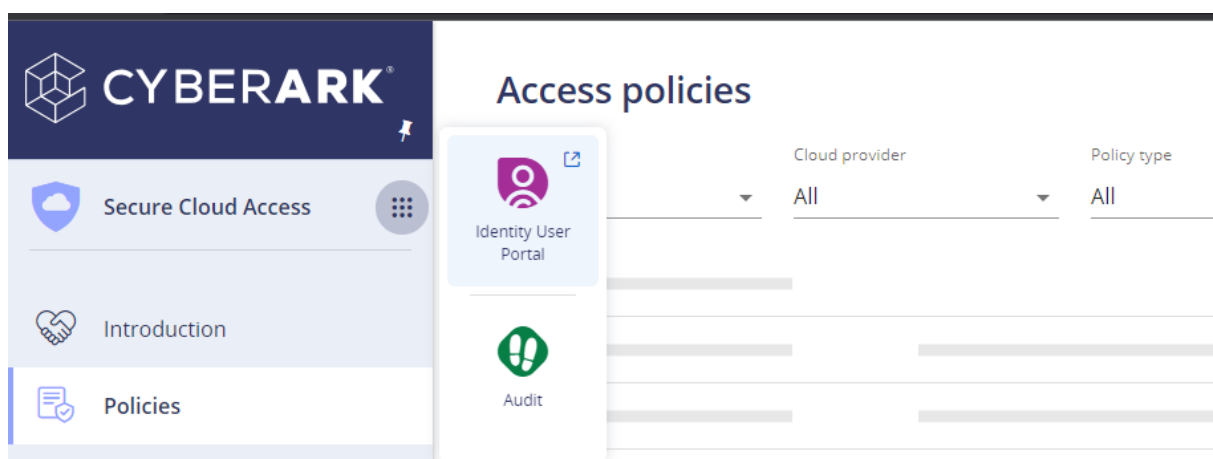 CYBERARK®
Access policies
Cloud provider
Policy type
All
All
Secure Cloud Access
Identity User
Portal
Introduction
Audit
Policies